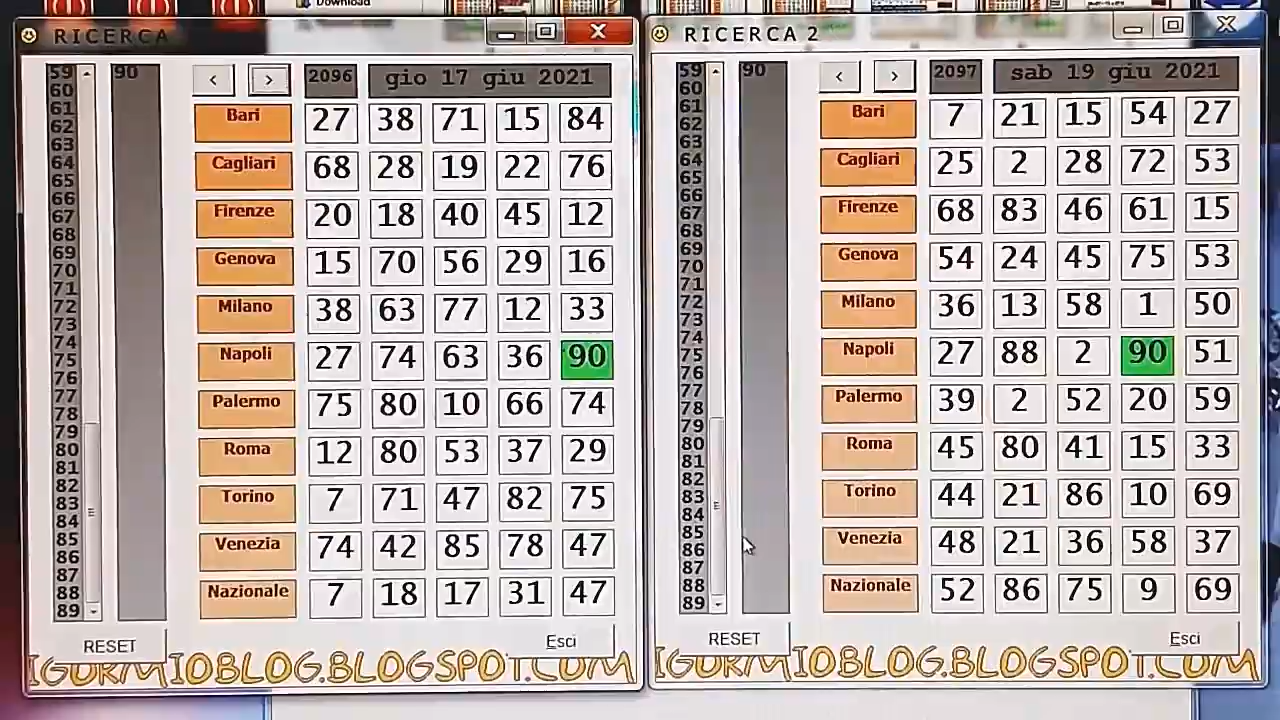 Download
RICERCA
59
60
61
62
63
64
65
66
67
68
69
70
71
72
73
74
75
76
77
78
79
80
81
82
83
84
85
86
87
88
89
90
< > 2096 gio 17 giu 2021
Bari 27 38 71 15 84
Cagliari 68 28 19 22 76
Firenze 20 18 40 45 12
Genova 15 70 56 29 16
Milano 38 63 77 12 33
Napoli 27 74 63 36 90
Palermo 75 80 10 66 74
Roma 12 80 53 37 29
Torino 7 71 47 82 75
Venezia 74 42 85 78 47
Nazionale 7 18 17 31 47
RESET Esci
IGORMIOBLOG.BLOGSPOT.COM
RICERCA 2
59
60
61
62
63
64
65
66
67
68
69
70
71
72
73
74
75
76
77
78
79
80
81
82
83
84
85
86
87
88
89
90
< > 2097 sab 19 giu 2021
Bari 7 21 15 54 27
Cagliari 25 2 28 72 53
Firenze 68 83 46 61 15
Genova 54 24 45 75 53
Milano 36 13 58 1 50
Napoli 27 88 2 90 51
Palermo 39 2 52 20 59
Roma 45 80 41 15 33
Torino 44 21 86 10 69
Venezia 48 21 36 58 37
Nazionale 52 86 75 9 69
RESET Esci
IGORMIOBLOG.BLOGSPOT.COM